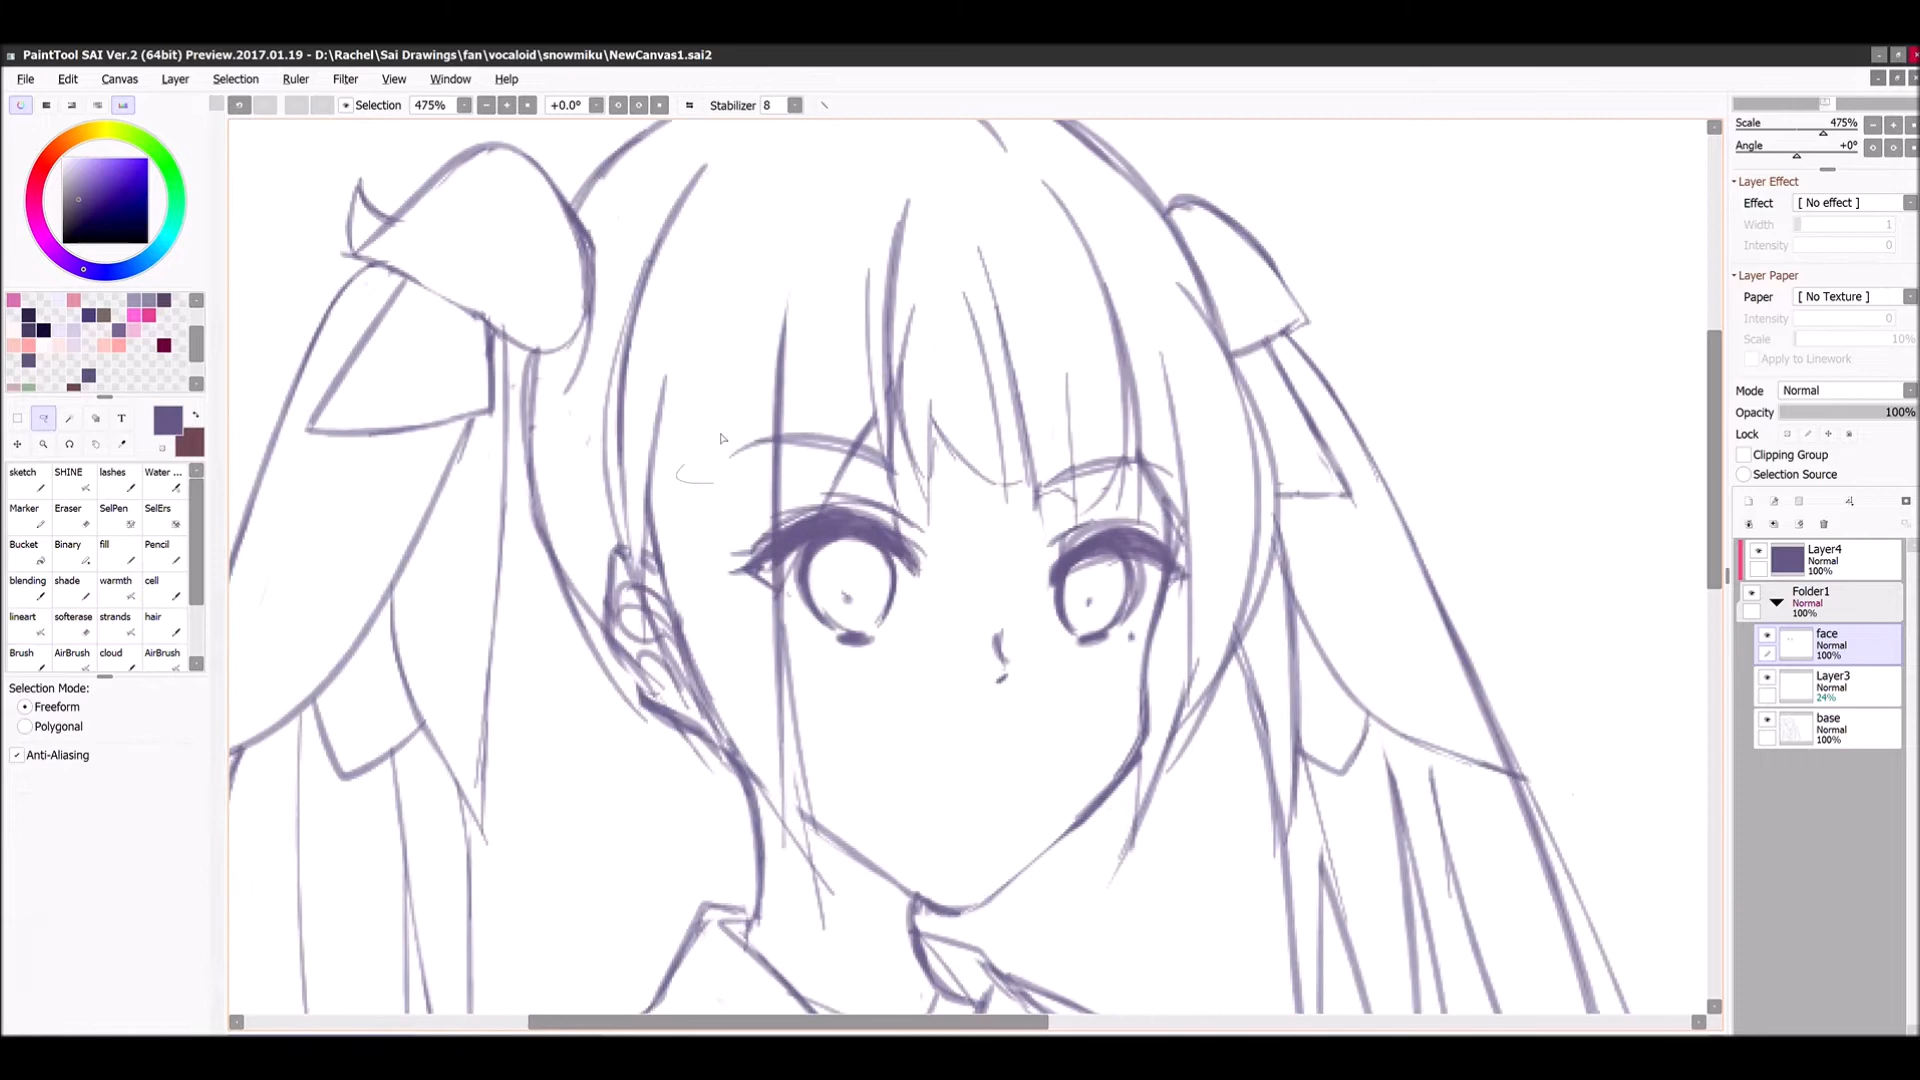 PaintTool SAI Ver.2 (64bit) Preview.2017.01.19 - D:\Rachel\Sai Drawings\fan\vocaloid\snowmiku\NewCanvas1.sai2
File Edit Canvas Layer Selection Ruler Filter View Window Help
Selection 475% +0.0° Stabilizer 8
T
sketch SHINE lashes Water ...
Marker Eraser SelPen SelErs
Bucket Binary fill Pencil
blending shade warmth cell
lineart softerase strands hair
Brush AirBrush cloud AirBrush
Selection Mode:
Freeform
Polygonal
Anti-Aliasing
Scale 475%
Angle +0°
Layer Effect
Effect [ No effect ]
Width 1
Intensity 0
Layer Paper
Paper [ No Texture ]
Intensity 0
Scale 10%
Apply to Linework
Mode Normal
Opacity 100%
Lock
Clipping Group
Selection Source
Layer4
Normal
100%
Folder1
Normal
100%
face
Normal
100%
Layer3
Normal
24%
base
Normal
100%